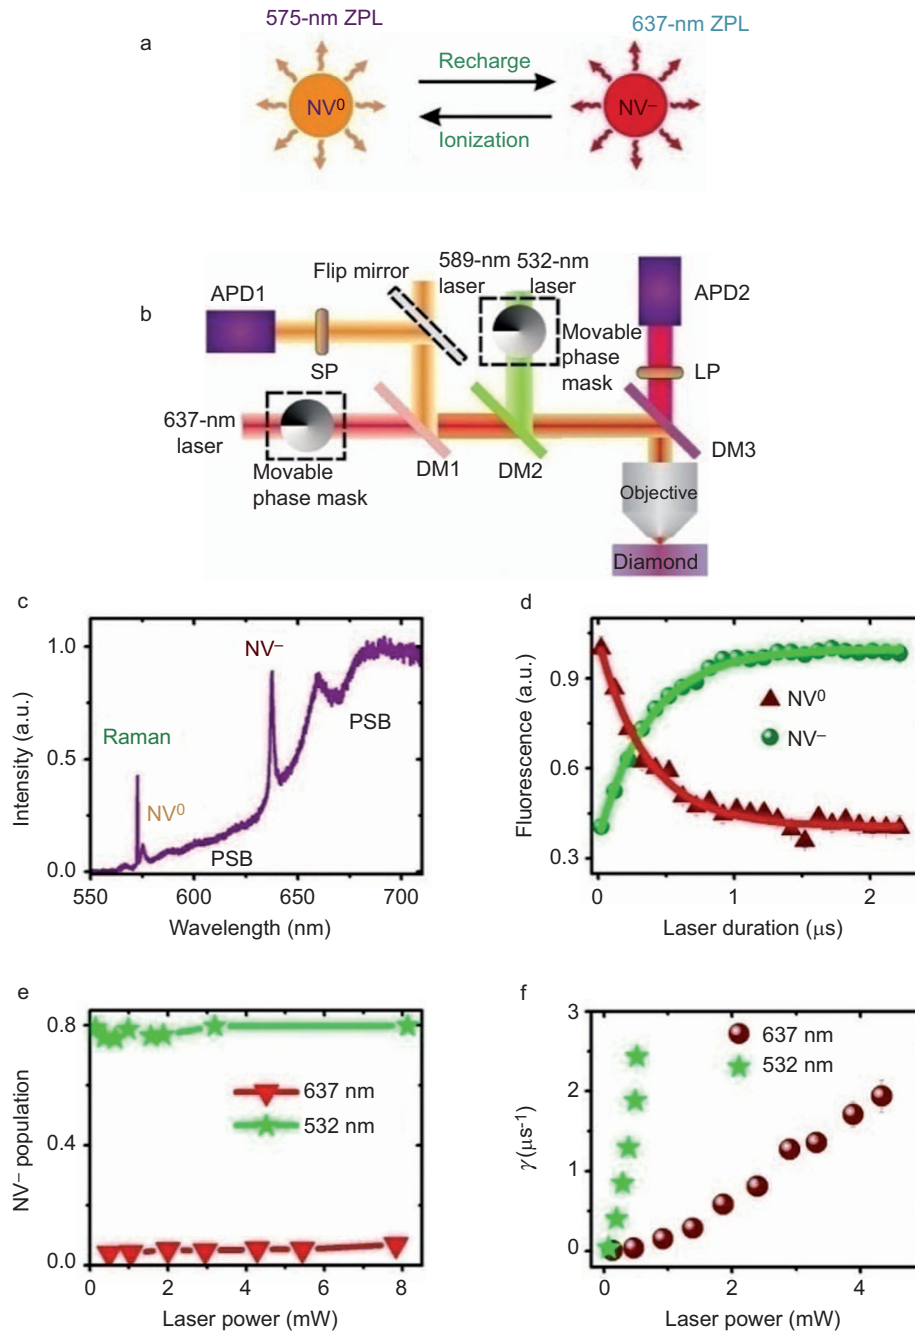 a
575-nm ZPL
637-nm ZPL
NV⁰
Recharge
Ionization
NV–
b
APD1
Flip mirror
589-nm
laser
532-nm
laser
APD2
SP
Movable
phase
mask
LP
637-nm
laser
Movable
phase mask
DM1
DM2
DM3
Objective
Diamond
c
Intensity (a.u.)
1.0
0.5
0.0
Raman
NV⁰
NV–
PSB
PSB
550
600
650
700
Wavelength (nm)
d
Fluorescence (a.u.)
0.9
0.6
0.3
NV⁰
NV–
0
1
2
Laser duration (μs)
e
NV– population
0.8
0.4
0.0
637 nm
532 nm
0
2
4
6
8
Laser power (mW)
f
γ (μs⁻¹)
3
2
1
0
637 nm
532 nm
0
2
4
Laser power (mW)